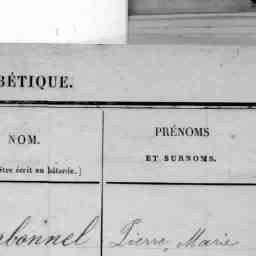 BÉTIQUE.
NOM.
PRÉNOMS
ET SURNOMS.
être écrit en bâtarde.)
rbonnel Pierre Marie